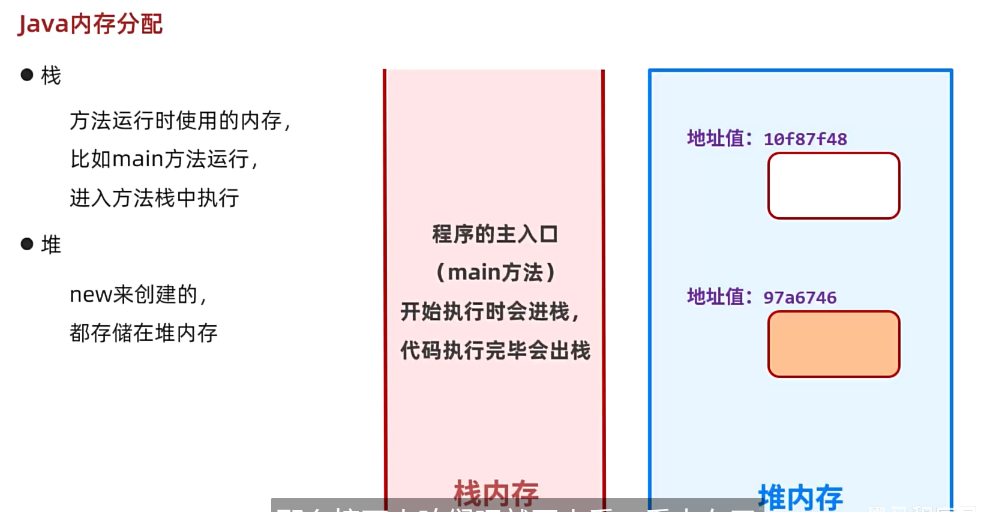 Java内存分配
● 栈
方法运行时使用的内存，
比如main方法运行，
进入方法栈中执行
● 堆
new来创建的，
都存储在堆内存
程序的主入口
（main方法）
开始执行时会进栈，
代码执行完毕会出栈
栈内存
地址值：10f87f48
地址值：97a6746
堆内存